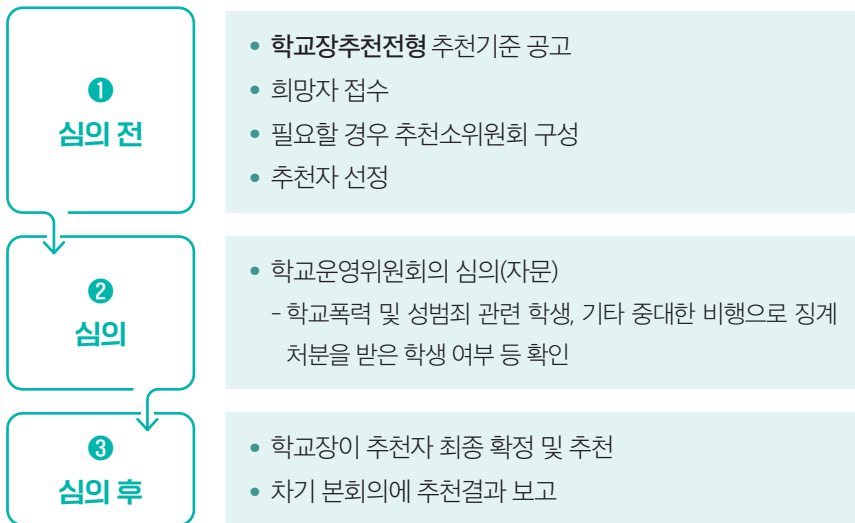 ❶
심의 전
• 학교장추천전형 추천기준 공고
• 희망자 접수
• 필요할 경우 추천소위원회 구성
• 추천자 선정
❷
심의
• 학교운영위원회의 심의(자문)
- 학교폭력 및 성범죄 관련 학생, 기타 중대한 비행으로 징계
처분을 받은 학생 여부 등 확인
❸
심의 후
• 학교장이 추천자 최종 확정 및 추천
• 차기 본회의에 추천결과 보고